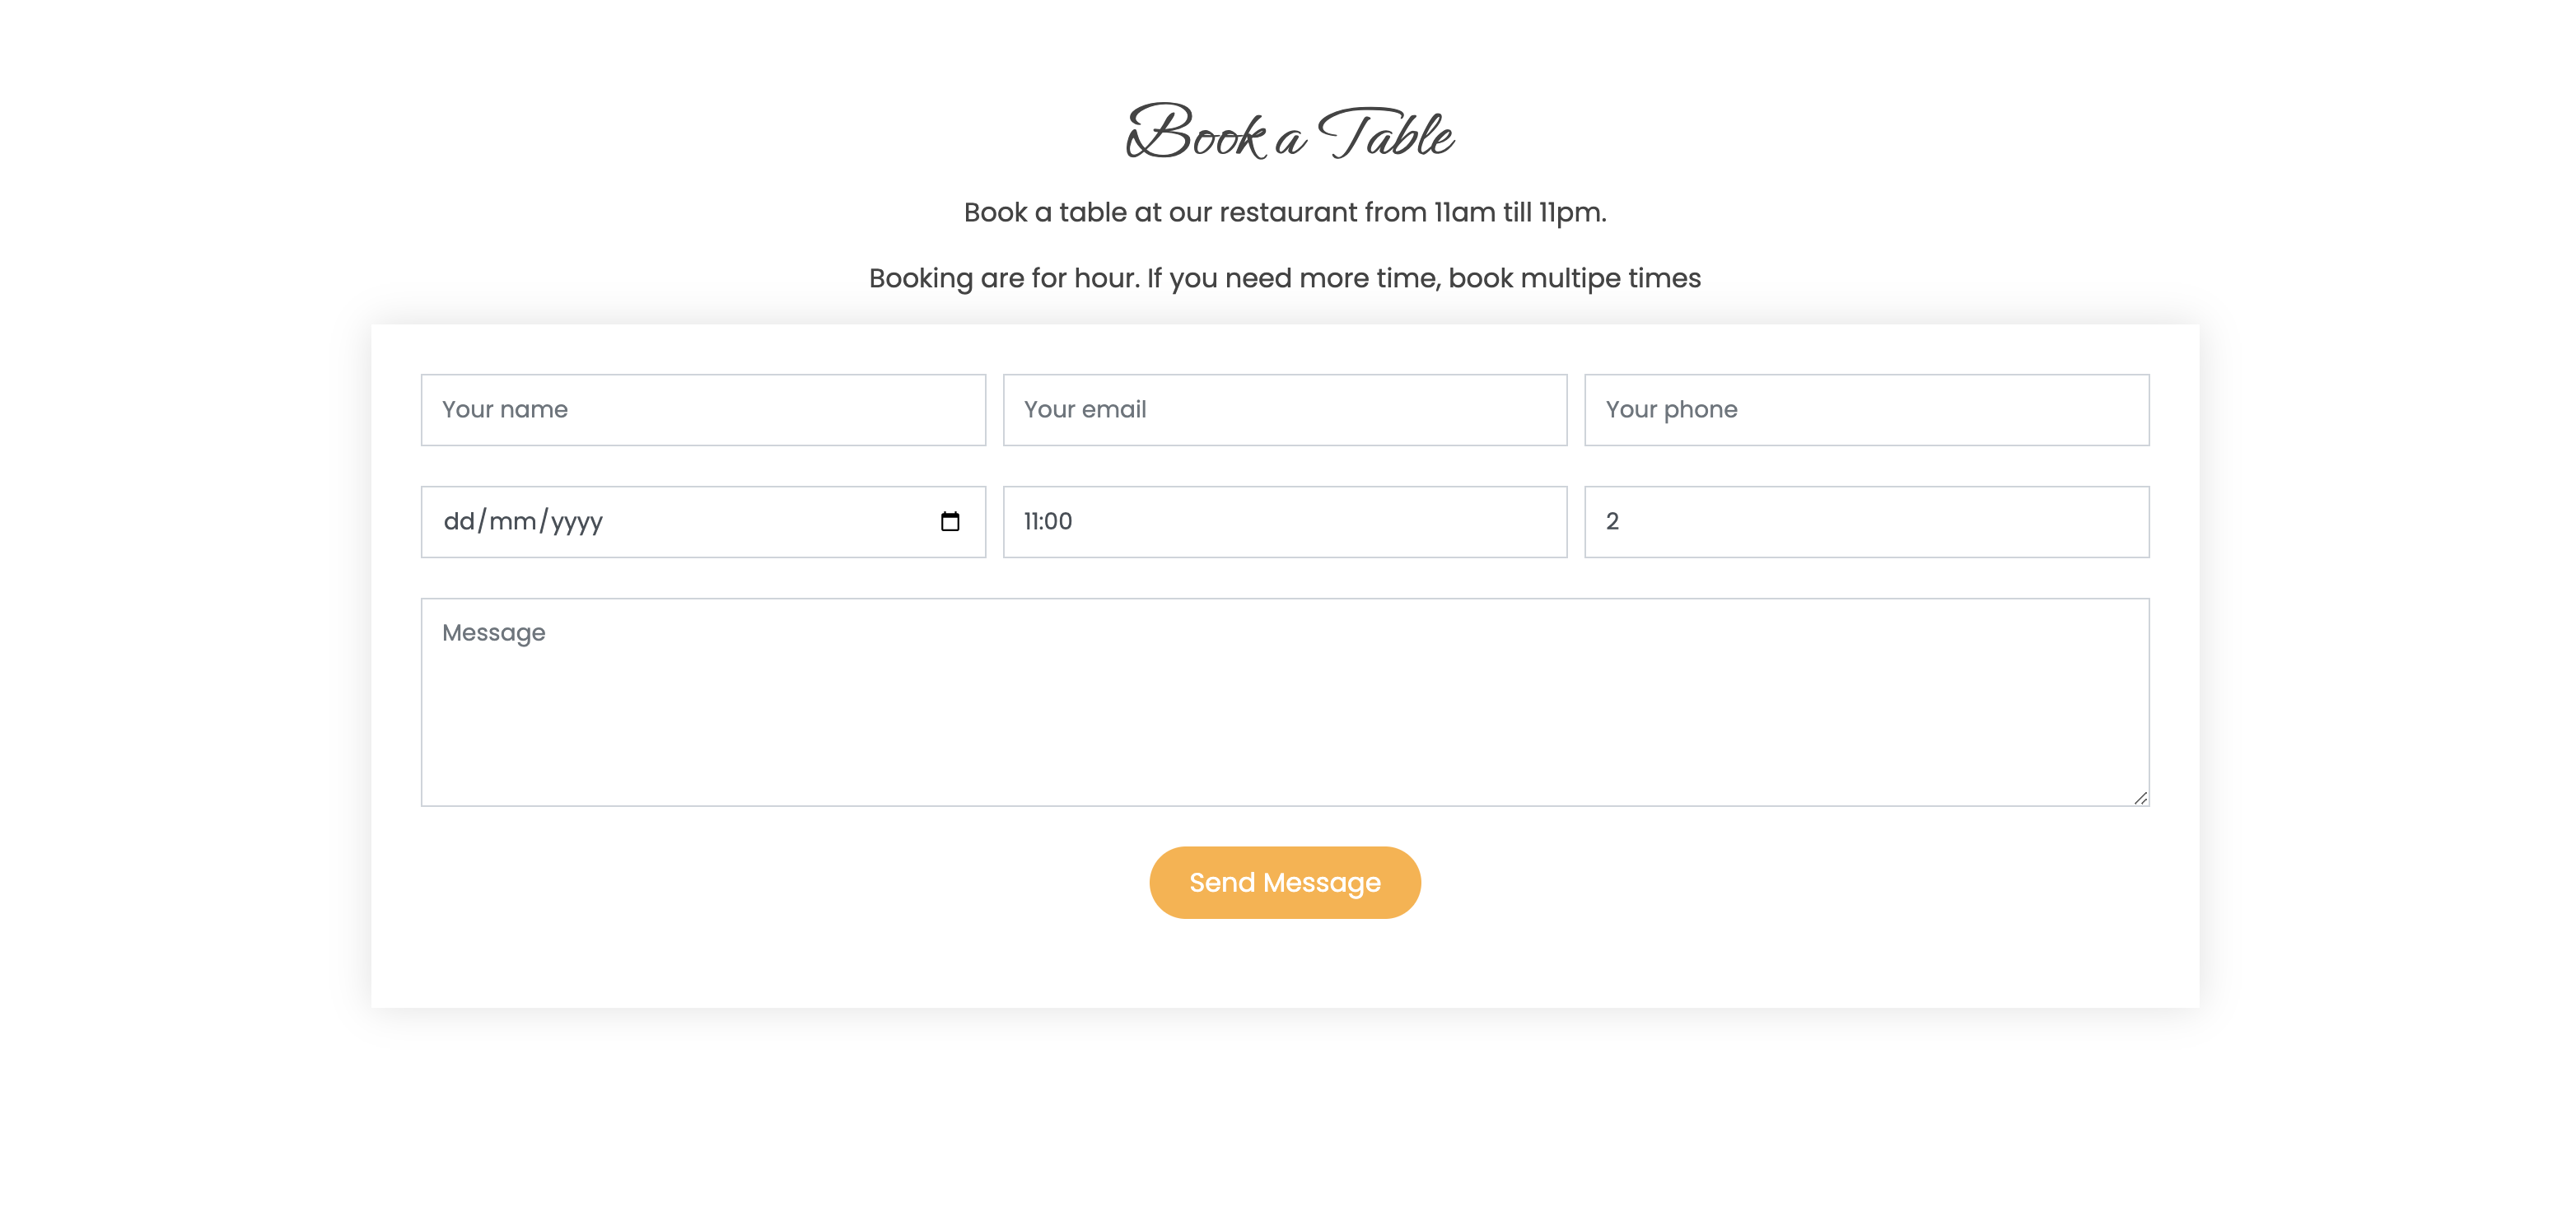 Book a Table
Book a table at our restaurant from 11am till 11pm.
Booking are for hour. If you need more time, book multipe times
Your name
Your email
Your phone
dd/mm/yyyy
11:00
2
Message
Send Message